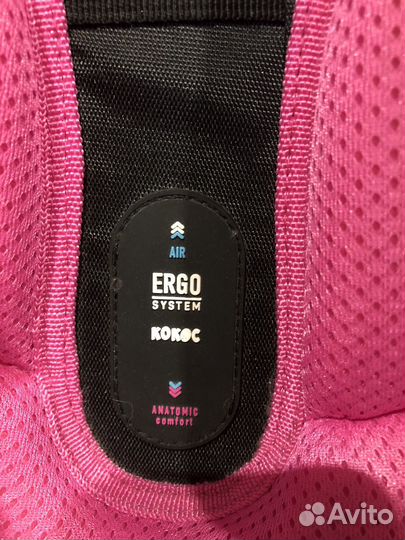 AIR
ERGO
SYSTEM
КОКОС
ANATOMIC
comfort
Avito